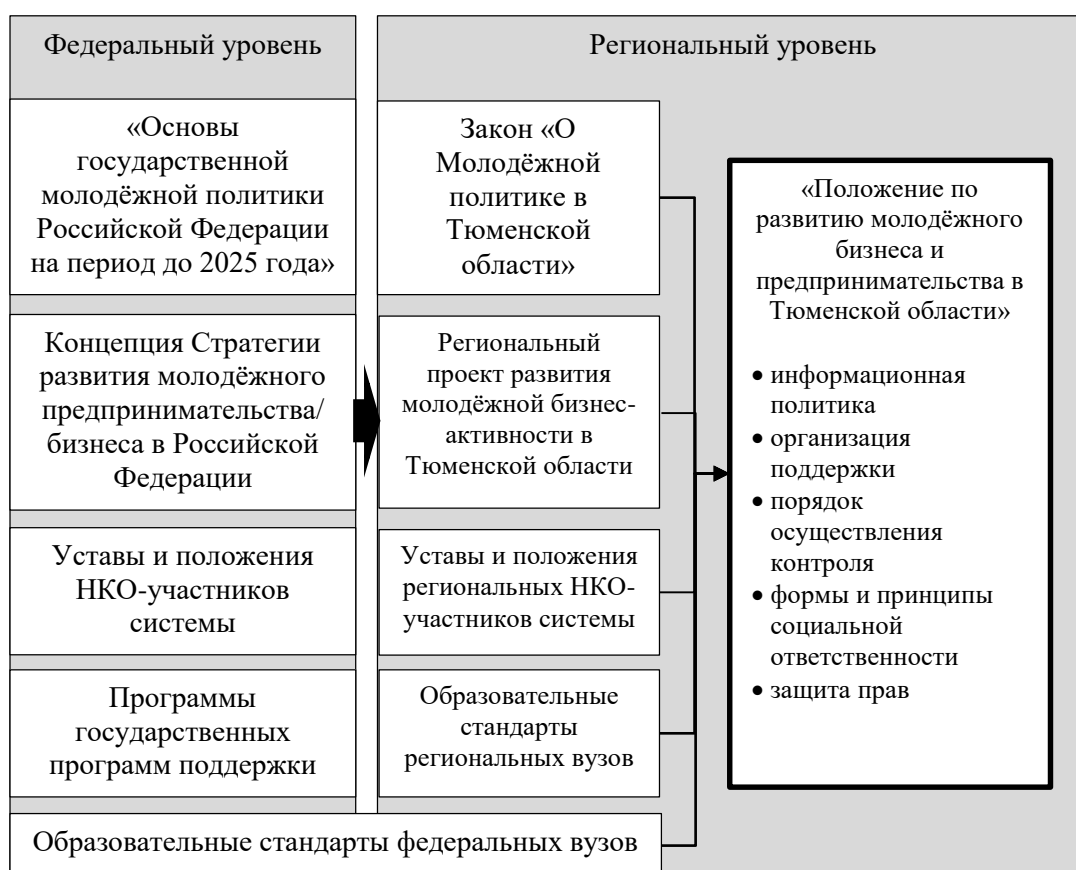 Федеральный уровень
Региональный уровень
«Основы
государственной
молодёжной политики
Российской Федерации
на период до 2025 года»
Закон «О
Молодёжной
политике в
Тюменской
области»
Концепция Стратегии
развития молодёжного
предпринимательства/
бизнеса в Российской
Федерации
Региональный
проект развития
молодёжной бизнес-
активности в
Тюменской области
Уставы и положения
НКО-участников
системы
Уставы и положения
региональных НКО-
участников системы
Программы
государственных
программ поддержки
Образовательные
стандарты
региональных вузов
Образовательные стандарты федеральных вузов
«Положение по
развитию молодёжного
бизнеса и
предпринимательства в
Тюменской области»
• информационная
политика
• организация
поддержки
• порядок
осуществления
контроля
• формы и принципы
социальной
ответственности
• защита прав